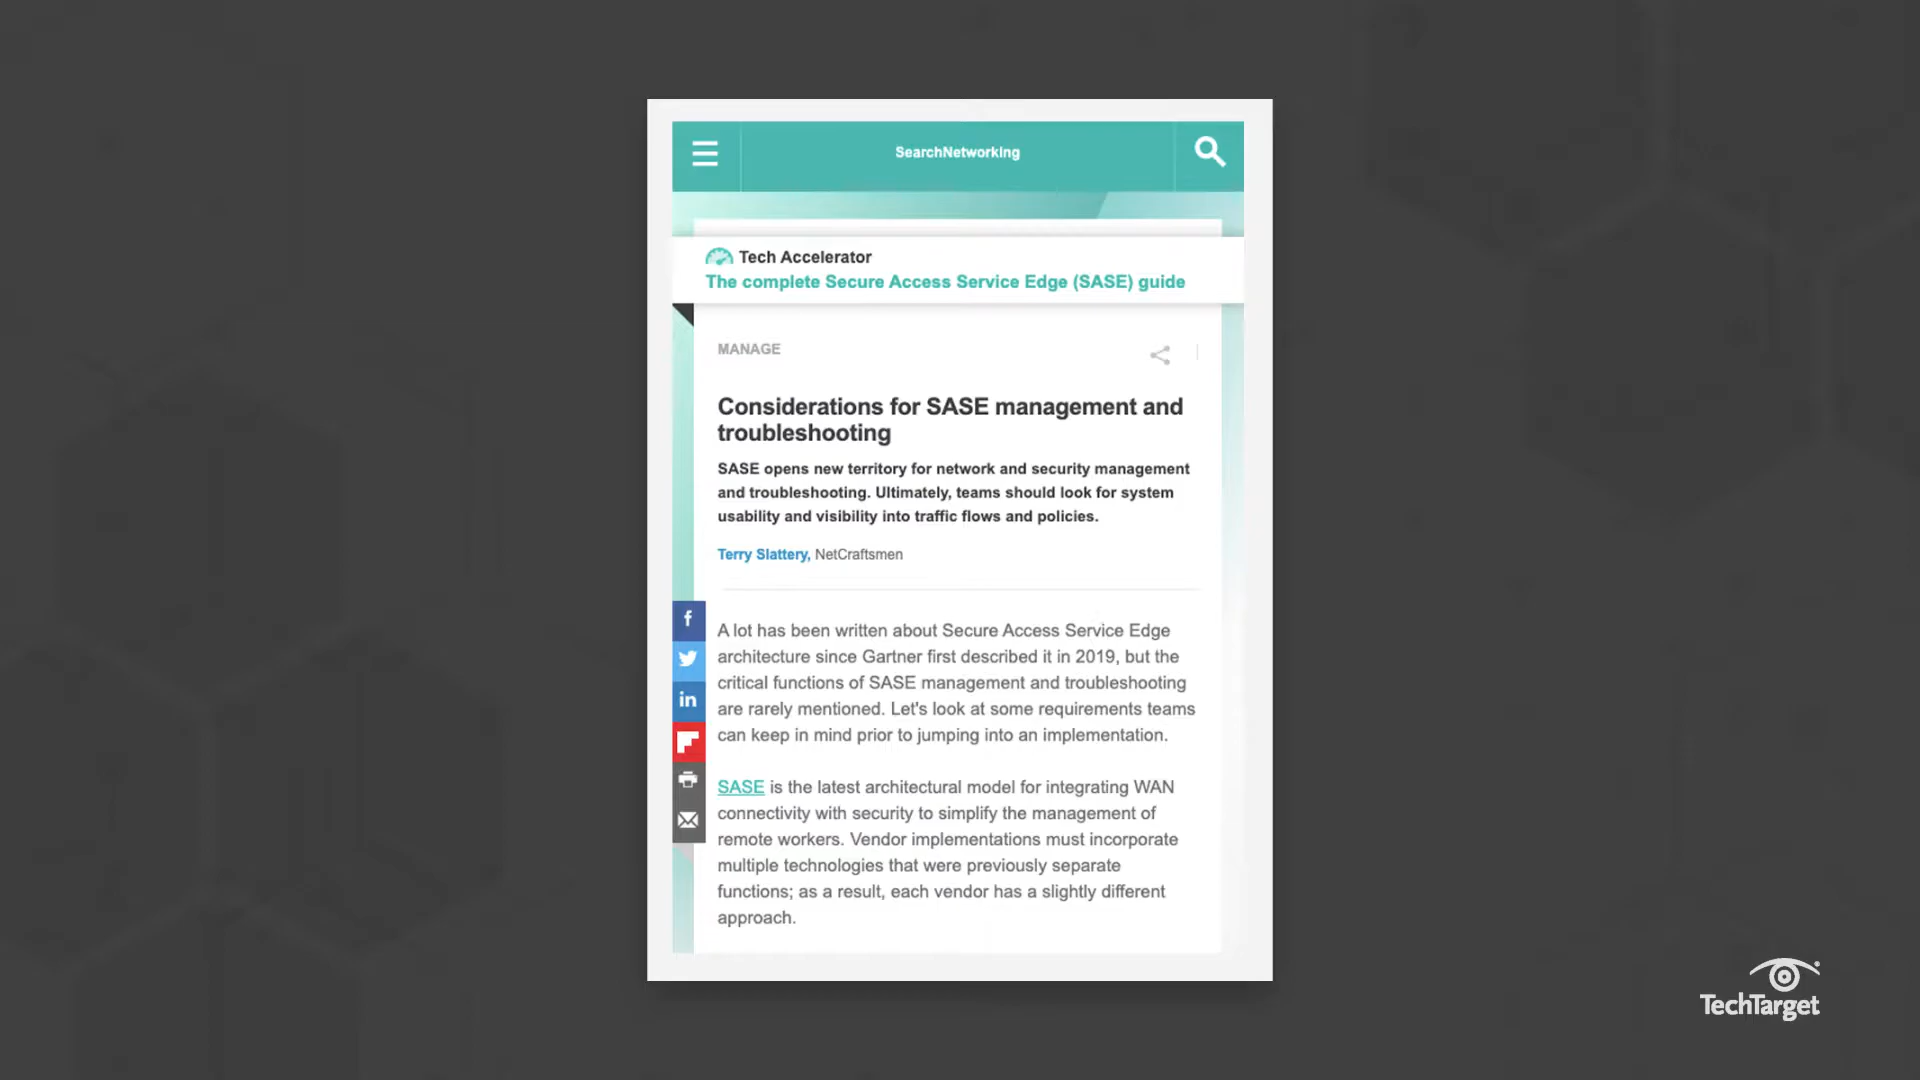 SearchNetworking
Tech Accelerator
The complete Secure Access Service Edge (SASE) guide
MANAGE
Considerations for SASE management and
troubleshooting
SASE opens new territory for network and security management
and troubleshooting. Ultimately, teams should look for system
usability and visibility into traffic flows and policies.
Terry Slattery, NetCraftsmen
A lot has been written about Secure Access Service Edge
architecture since Gartner first described it in 2019, but the
critical functions of SASE management and troubleshooting
are rarely mentioned. Let's look at some requirements teams
can keep in mind prior to jumping into an implementation.
SASE is the latest architectural model for integrating WAN
connectivity with security to simplify the management of
remote workers. Vendor implementations must incorporate
multiple technologies that were previously separate
functions; as a result, each vendor has a slightly different
approach.
TechTarget